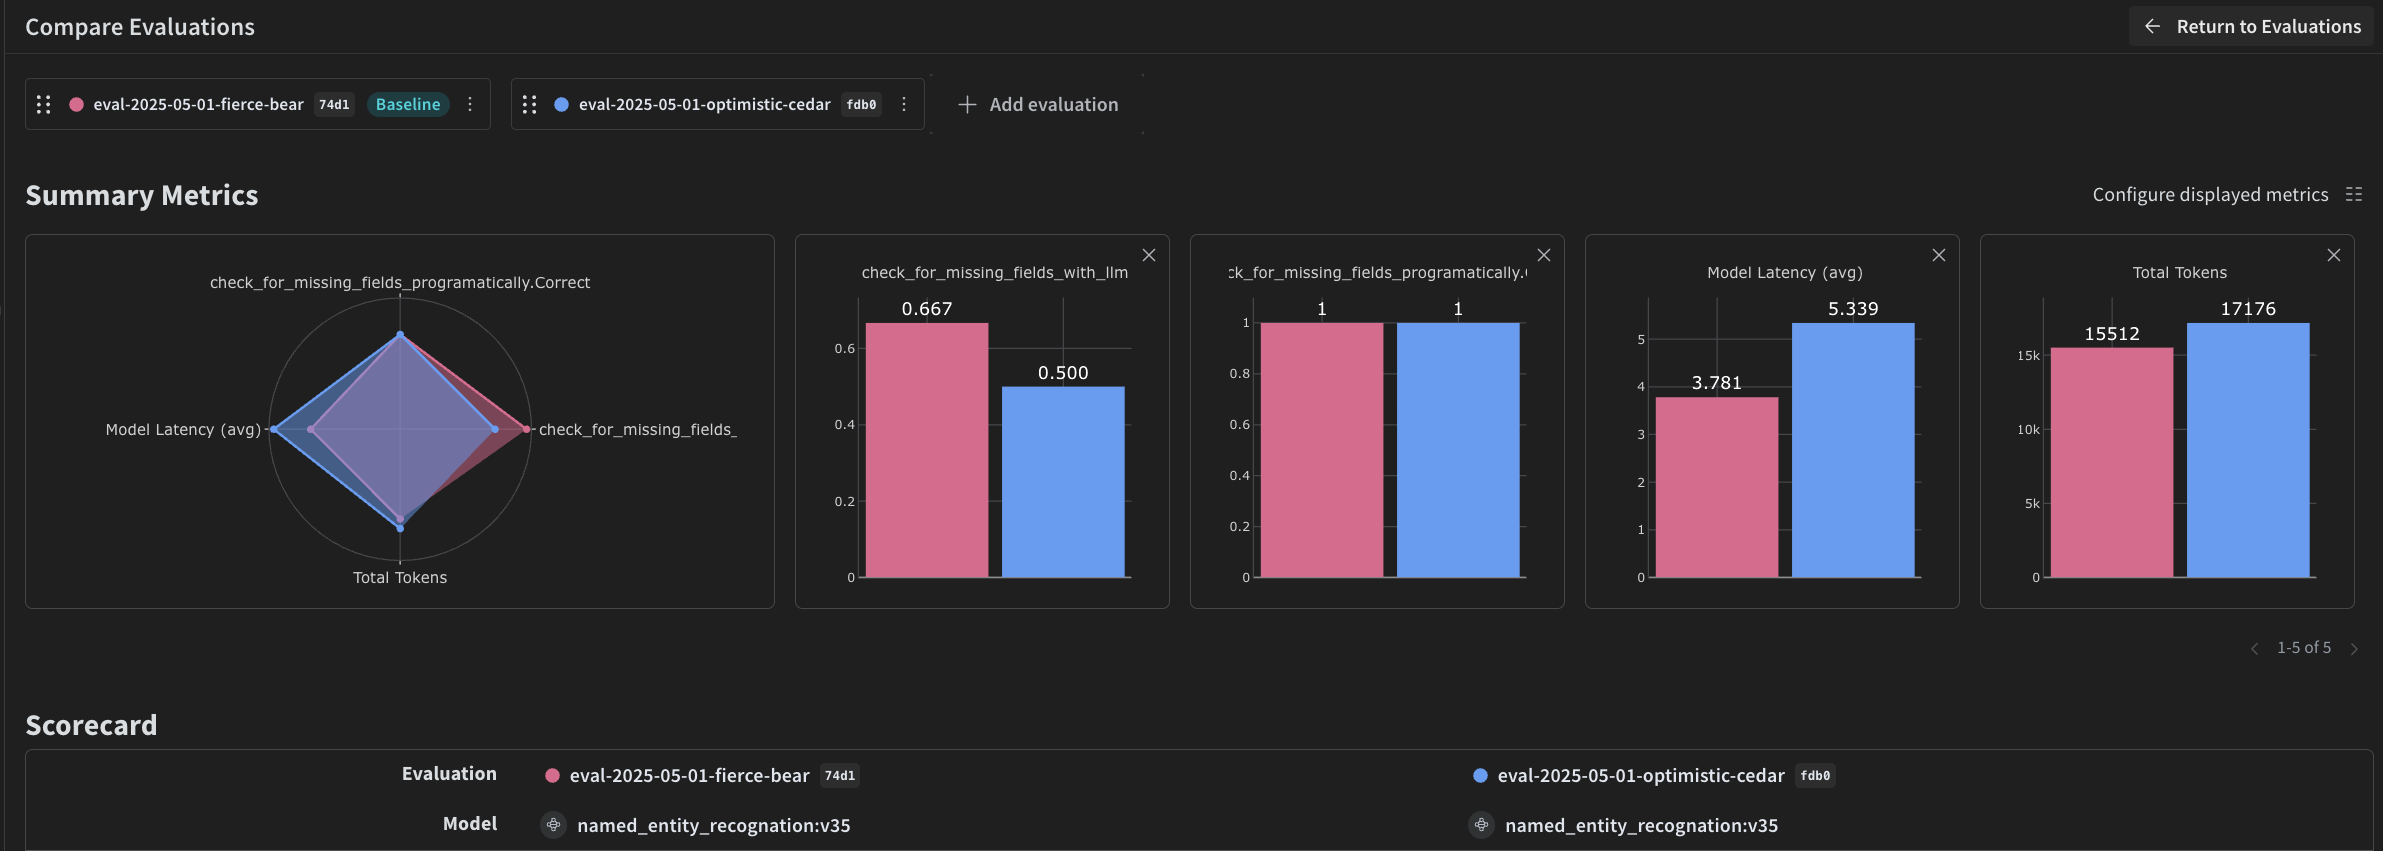 Compare Evaluations
Return to Evaluations
eval-2025-05-01-fierce-bear 74d1 Baseline
eval-2025-05-01-optimistic-cedar fdb0
Add evaluation
Summary Metrics
Configure displayed metrics
check_for_missing_fields_programatically.Correct
Model Latency (avg)
check_for_missing_fields_
Total Tokens
check_for_missing_fields_with_llm
0.667
0.500
0.6
0.4
0.2
0
ck_for_missing_fields_programatically.
1
1
1
0.8
0.6
0.4
0.2
0
Model Latency (avg)
5.339
3.781
5
4
3
2
1
0
Total Tokens
17176
15512
15k
10k
5k
0
1-5 of 5
Scorecard
Evaluation eval-2025-05-01-fierce-bear 74d1 eval-2025-05-01-optimistic-cedar fdb0
Model named_entity_recognation:v35 named_entity_recognation:v35